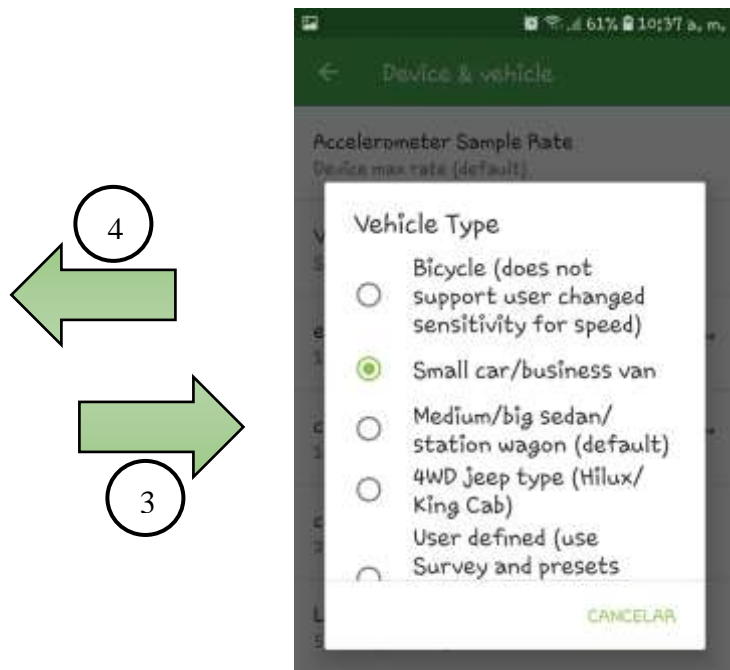 61% 10:37 a. m.
Device & vehicle
Accelerometer Sample Rate
Device max rate (default)
4
Vehicle Type
Bicycle (does not
support user changed
sensitivity for speed)
Small car/business van
Medium/big sedan/
station wagon (default)
4WD jeep type (Hilux/
King Cab)
3
User defined (use
Survey and presets
CANCELAR